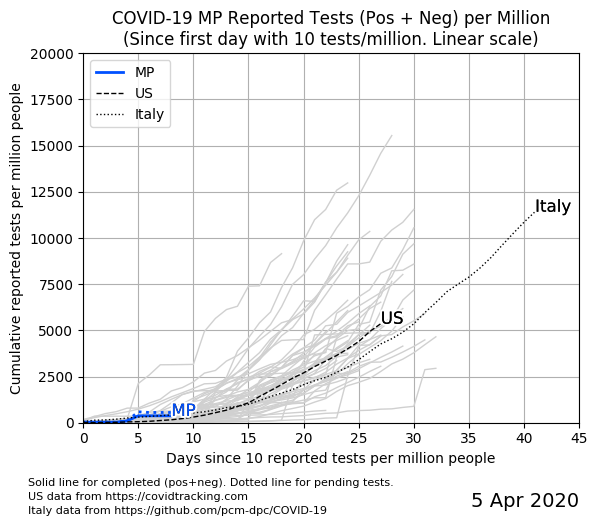 COVID-19 MP Reported Tests (Pos + Neg) per Million
(Since first day with 10 tests/million. Linear scale)
Cumulative reported tests per million people
20000
17500
15000
12500
10000
7500
5000
2500
0
MP
US
Italy
Italy
US
MP
0 5 10 15 20 25 30 35 40 45
Days since 10 reported tests per million people
Solid line for completed (pos+neg). Dotted line for pending tests.
US data from https://covidtracking.com
Italy data from https://github.com/pcm-dpc/COVID-19
5 Apr 2020